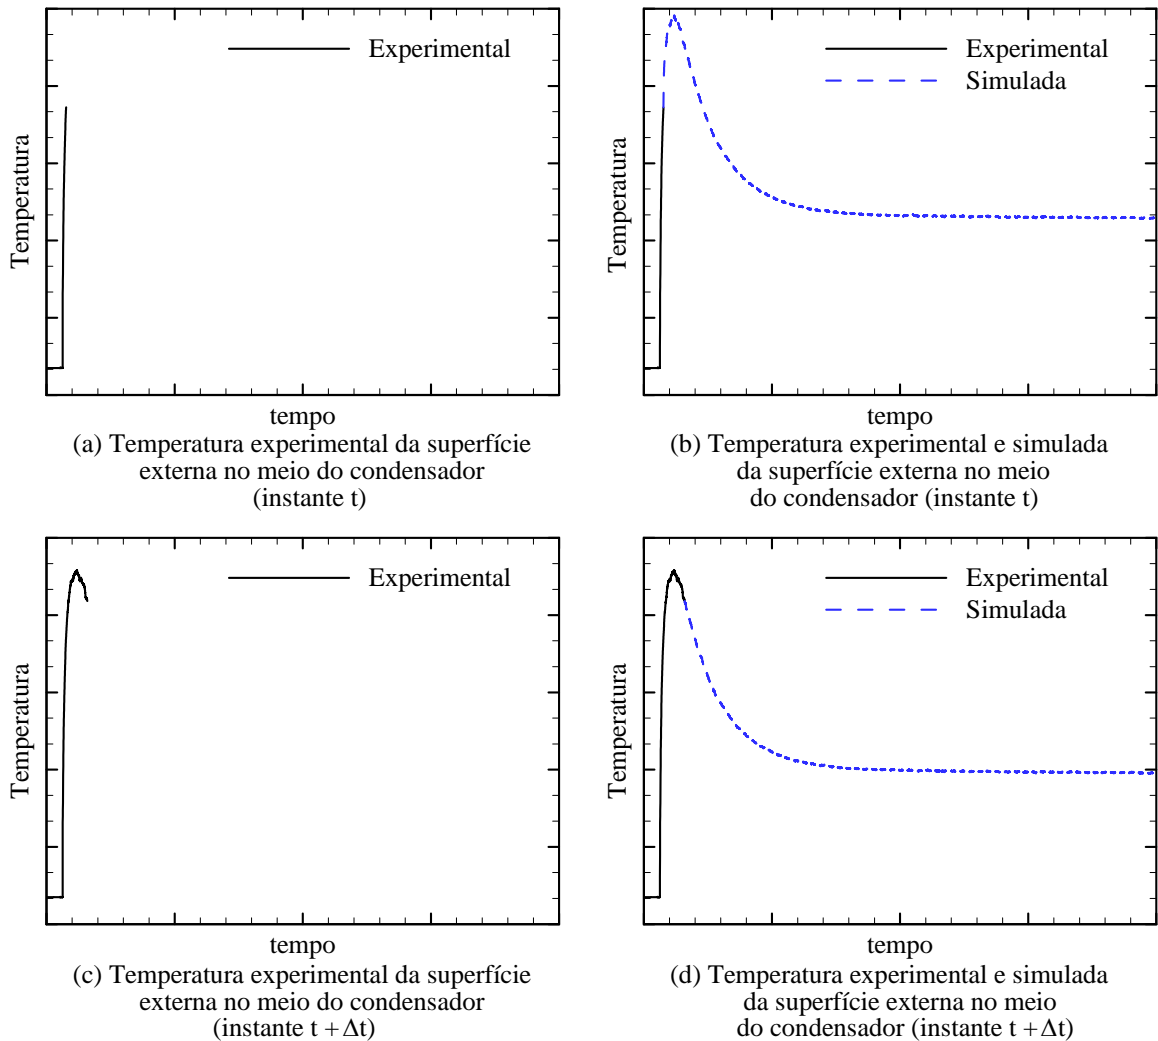 Experimental
Temperatura
tempo
(a) Temperatura experimental da superfície
externa no meio do condensador
(instante t)
Experimental
Simulada
Temperatura
tempo
(b) Temperatura experimental e simulada
da superfície externa no meio
do condensador (instante t)
Experimental
Temperatura
tempo
(c) Temperatura experimental da superfície
externa no meio do condensador
(instante t + Δt)
Experimental
Simulada
Temperatura
tempo
(d) Temperatura experimental e simulada
da superfície externa no meio
do condensador (instante t + Δt)